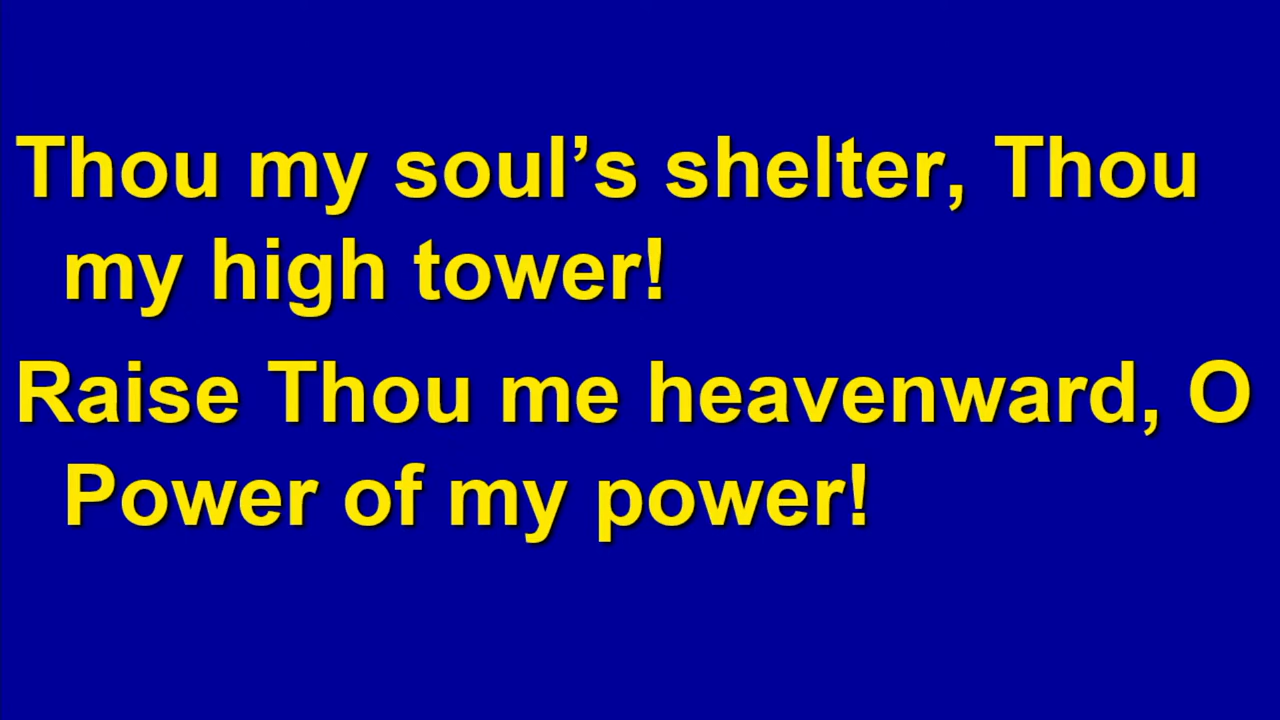 Thou my soul’s shelter, Thou
my high tower!
Raise Thou me heavenward, O
Power of my power!